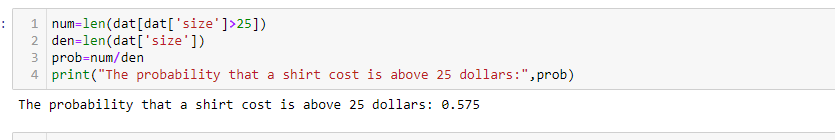 :
1 num=len(dat[dat['size']>25])
2 den=len(dat['size'])
3 prob=num/den
4 print("The probability that a shirt cost is above 25 dollars:",prob)
The probability that a shirt cost is above 25 dollars: 0.575